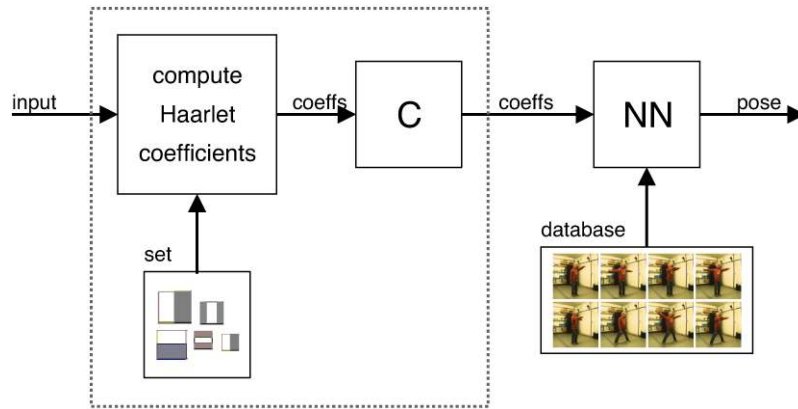 input
compute
Haarlet
coefficients
coeffs
C
coeffs
NN
pose
set
database